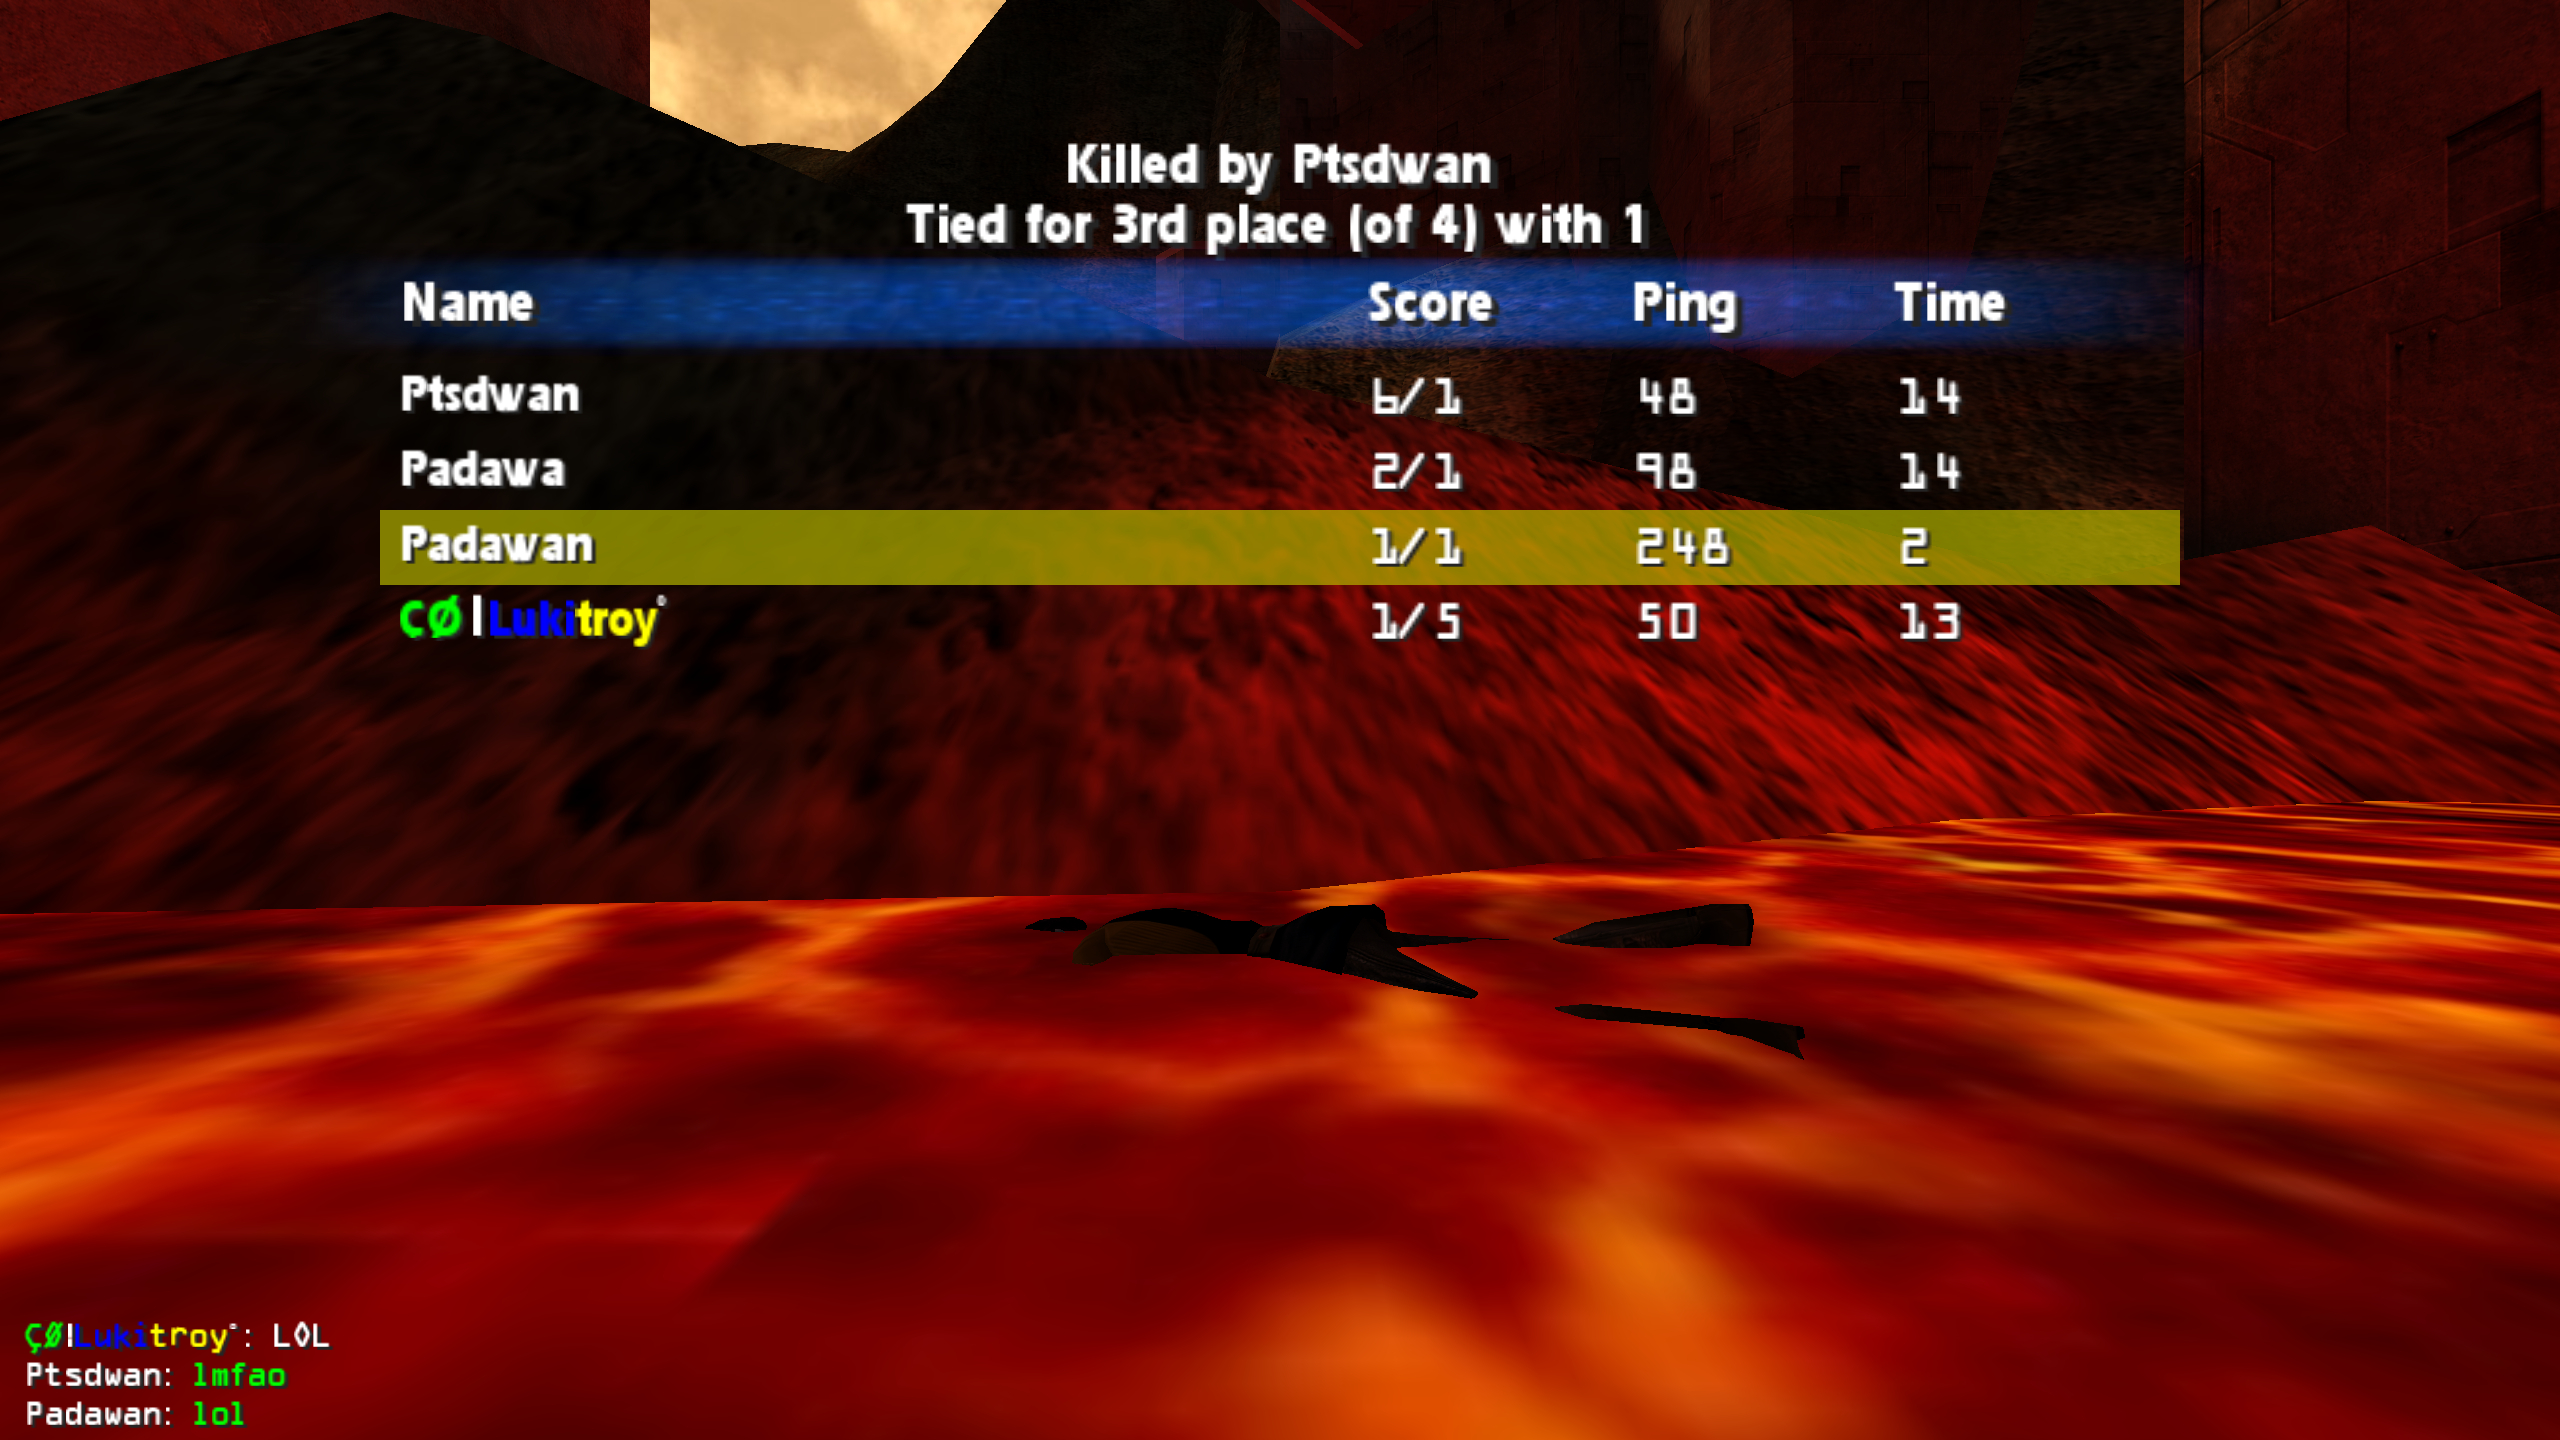 Killed by Ptsdwan
Tied for 3rd place (of 4) with 1
Name Score Ping Time
Ptsdwan 6/1 48 14
Padawa 2/1 98 14
Padawan 1/1 248 2
ÇØ|Lukitroy° 1/5 50 13
ÇØ|Lukitroy°: LOL
Ptsdwan: lmfao
Padawan: lol